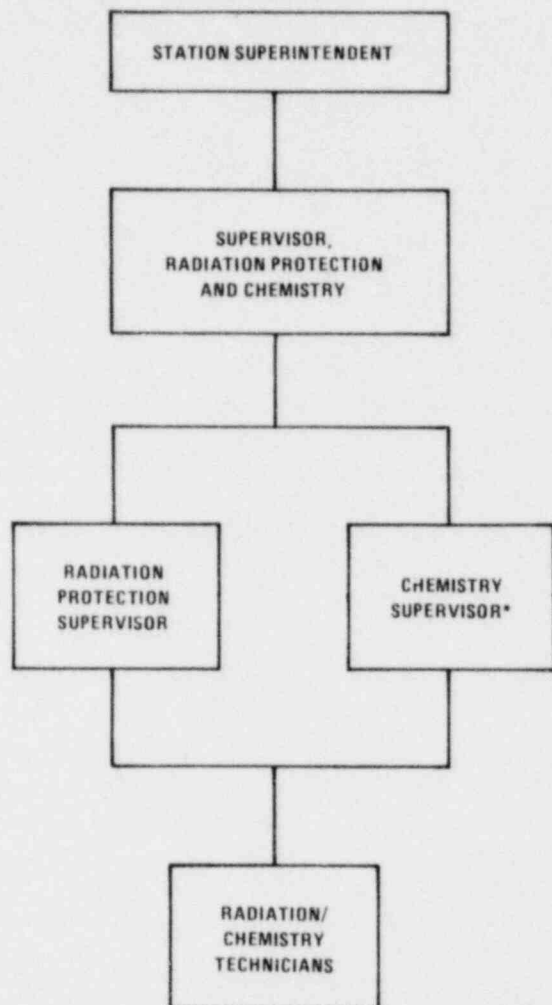 STATION SUPERINTENDENT
SUPERVISOR,
RADIATION PROTECTION
AND CHEMISTRY
RADIATION
PROTECTION
SUPERVISOR
CHEMISTRY
SUPERVISOR*
RADIATION/
CHEMISTRY
TECHNICIANS